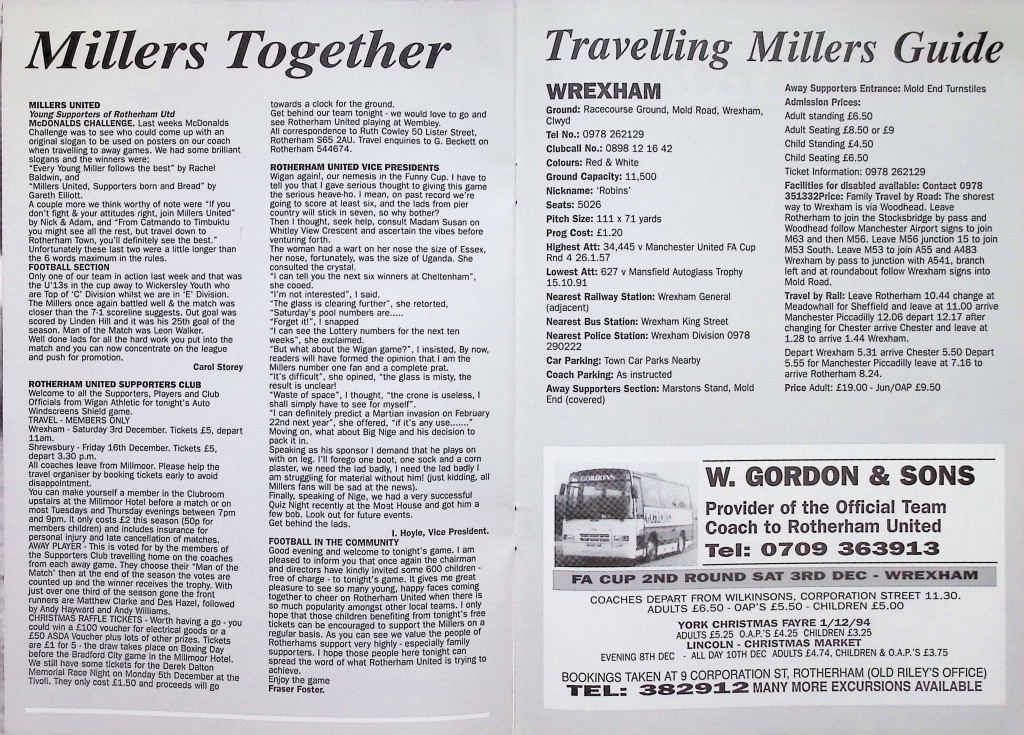 Millers Together
MILLERS UNITED
Young Supporters of Rotherham Utd
McDONALDS CHALLENGE. Last weeks McDonalds
Challenge was to see who could come up with an
original slogan to be used on posters on our coach
when travelling to away games. We had some brilliant
slogans and the winners were;
"Every Young Miller follows the best" by Rachel
Baldwin, and
"Millers United, Supporters born and Bread" by
Gareth Elliott.
A couple more we think worthy of note were "If you
don't fight & your attitudes right, join Millers United"
by Nick & Adam, and "From Catmando to Timbuktu
you might see all the rest, but travel down to
Rotherham Town, you'll definitely see the best."
Unfortunately these last two were a little longer than
the 6 words maximum in the rules.
FOOTBALL SECTION
Only one of our team in action last week and that was
the U'13s in the cup away to Wickersley Youth who
are Top of 'C' Division whilst we are in 'E' Division.
The Millers once again battled well & the match was
closer than the 7-1 scoreline suggests. Out goal was
scored by Linden Hill and it was his 25th goal of the
season. Man of the Match was Leon Walker.
Well done lads for all the hard work you put into the
match and you can now concentrate on the league
and push for promotion.
Carol Storey
ROTHERHAM UNITED SUPPORTERS CLUB
Welcome to all the Supporters, Players and Club
Officials from Wigan Athletic for tonight's Auto
Windscreens Shield game.
TRAVEL - MEMBERS ONLY
Wrexham - Saturday 3rd December. Tickets £5, depart
11am.
Shrewsbury - Friday 16th December. Tickets £5,
depart 3.30 p.m.
All coaches leave from Millmoor. Please help the
travel organiser by booking tickets early to avoid
disappointment.
You can make yourself a member in the Clubroom
upstairs at the Millmoor Hotel before a match or on
most Tuesdays and Thursday evenings between 7pm
and 9pm. It only costs £2 this season (50p for
members children) and includes insurance for
personal injury and late cancellation of matches.
AWAY PLAYER - This is voted for by the members of
the Supporters Club travelling home on the coaches
from each away game. They choose their "Man of the
Match' then at the end of the season the votes are
counted up and the winner receives the trophy. With
just over one third of the season gone the front
runners are Matthew Clarke and Des Hazel, followed
by Andy Hayward and Andy Williams.
CHRISTMAS RAFFLE TICKETS - Worth having a go - you
could win a £100 voucher for electrical goods or a
£50 ASDA Voucher plus lots of other prizes. Tickets
are £1 for 5 - the draw takes place on Boxing Day
before the Bradford City game in the Millmoor Hotel.
We still have some tickets for the Derek Dalton
Memorial Race Night on Monday 5th December at the
Tivoli. They only cost £1.50 and proceeds will go
towards a clock for the ground.
Get behind our team tonight - we would love to go and
see Rotherham United playing at Wembley.
All correspondence to Ruth Cowley 50 Lister Street,
Rotherham S65 2AU. Travel enquiries to G. Beckett on
Rotherham 544674.
ROTHERHAM UNITED VICE PRESIDENTS
Wigan again!, our nemesis in the Funny Cup. I have to
tell you that I gave serious thought to giving this game
the serious heave-ho. I mean, on past record we're
going to score at least six, and the lads from pier
country will stick in seven, so why bother?
Then I thought, seek help, consult Madam Susan on
Whitley View Crescent and ascertain the vibes before
venturing forth.
The woman had a wart on her nose the size of Essex,
her nose, fortunately, was the size of Uganda. She
consulted the crystal.
"I can tell you the next six winners at Cheltenham",
she cooed.
"I'm not interested", I said.
"The glass is clearing further", she retorted,
"Saturday's pool numbers are.....
"Forget it!", I snapped
"I can see the Lottery numbers for the next ten
weeks", she exclaimed.
"But what about the Wigan game?", I insisted, By now,
readers will have formed the opinion that I am the
Millers number one fan and a complete prat.
"It's difficult", she opined, "the glass is misty, the
result is unclear!
"Waste of space", I thought, "the crone is useless, I
shall simply have to see for myself".
"I can definitely predict a Martian invasion on February
22nd next year", she offered, "if it's any use......."
Moving on, what about Big Nige and his decision to
pack it in.
Speaking as his sponsor I demand that he plays on
with on leg. I'll forego one boot, one sock and a corn
plaster, we need the lad badly, I need the lad badly I
am struggling for material without him! (just kidding, all
Millers fans will be sad at the news).
Finally, speaking of Nige, we had a very successful
Quiz Night recently at the Most House and got him a
few bob. Look out for future events.
Get behind the lads.
I. Hoyle, Vice President.
FOOTBALL IN THE COMMUNITY
Good evening and welcome to tonight's game. I am
pleased to inform you that once again the chairman
and directors have kindly invited some 600 children -
free of charge - to tonight's game. It gives me great
pleasure to see so many young, happy faces coming
together to cheer on Rotherham United when there is
so much popularity amongst other local teams. I only
hope that those children benefiting from tonight's free
tickets can be encouraged to support the Millers on a
regular basis. As you can see we value the people of
Rotherhams support very highly - especially family
supporters. I hope those people here tonight can
spread the word of what Rotherham United is trying to
achieve.
Enjoy the game
Fraser Foster.
Travelling Millers Guide
WREXHAM
Ground: Racecourse Ground, Mold Road, Wrexham,
Clwyd
Tel No.: 0978 262129
Clubcall No.: 0898 12 16 42
Colours: Red & White
Ground Capacity: 11,500
Nickname: 'Robins'
Seats: 5026
Pitch Size: 111 x 71 yards
Prog Cost: £1.20
Highest Att: 34,445 v Manchester United FA Cup
Rnd 4 26.1.57
Lowest Att: 627 v Mansfield Autoglass Trophy
15.10.91
Nearest Railway Station: Wrexham General
(adjacent)
Nearest Bus Station: Wrexham King Street
Nearest Police Station: Wrexham Division 0978
290222
Car Parking: Town Car Parks Nearby
Coach Parking: As instructed
Away Supporters Section: Marstons Stand, Mold
End (covered)
Away Supporters Entrance: Mold End Turnstiles
Admission Prices:
Adult standing £6.50
Adult Seating £8.50 or £9
Child Standing £4.50
Child Seating £6.50
Ticket Information: 0978 262129
Facilities for disabled available: Contact 0978
351332Price: Family Travel by Road: The shorest
way to Wrexham is via Woodhead. Leave
Rotherham to join the Stocksbridge by pass and
Woodhead follow Manchester Airport signs to join
M63 and then M56. Leave M56 junction 15 to join
M53 South. Leave M53 to join A55 and A483
Wrexham by pass to junction with A541, branch
left and at roundabout follow Wrexham signs into
Mold Road.
Travel by Rail: Leave Rotherham 10.44 change at
Meadowhall for Sheffield and leave at 11.00 arrive
Manchester Piccadilly 12.06 depart 12.17 after
changing for Chester arrive Chester and leave at
1.28 to arrive 1.44 Wrexham.
Depart Wrexham 5.31 arrive Chester 5.50 Depart
5.55 for Manchester Piccadilly leave at 7.16 to
arrive Rotherham 8.24.
Price Adult: £19.00 - Jun/OAP £9.50
GORDONS
W. GORDON & SONS
Provider of the Official Team
Coach to Rotherham United
Tel: 0709 363913
FA CUP 2ND ROUND SAT 3RD DEC - WREXHAM
COACHES DEPART FROM WILKINSONS, CORPORATION STREET 11.30.
ADULTS £6.50 - OAP'S £5.50 - CHILDREN £5.00
YORK CHRISTMAS FAYRE 1/12/94
ADULTS £5.25 O.A.P.'S £4.25 CHILDREN £3.25
LINCOLN - CHRISTMAS MARKET
EVENING 8TH DEC - ALL DAY 10TH DEC ADULTS £4.74, CHILDREN & O.A.P.'S £3.75
BOOKINGS TAKEN AT 9 CORPORATION ST, ROTHERHAM (OLD RILEY'S OFFICE)
TEL: 382912 MANY MORE EXCURSIONS AVAILABLE